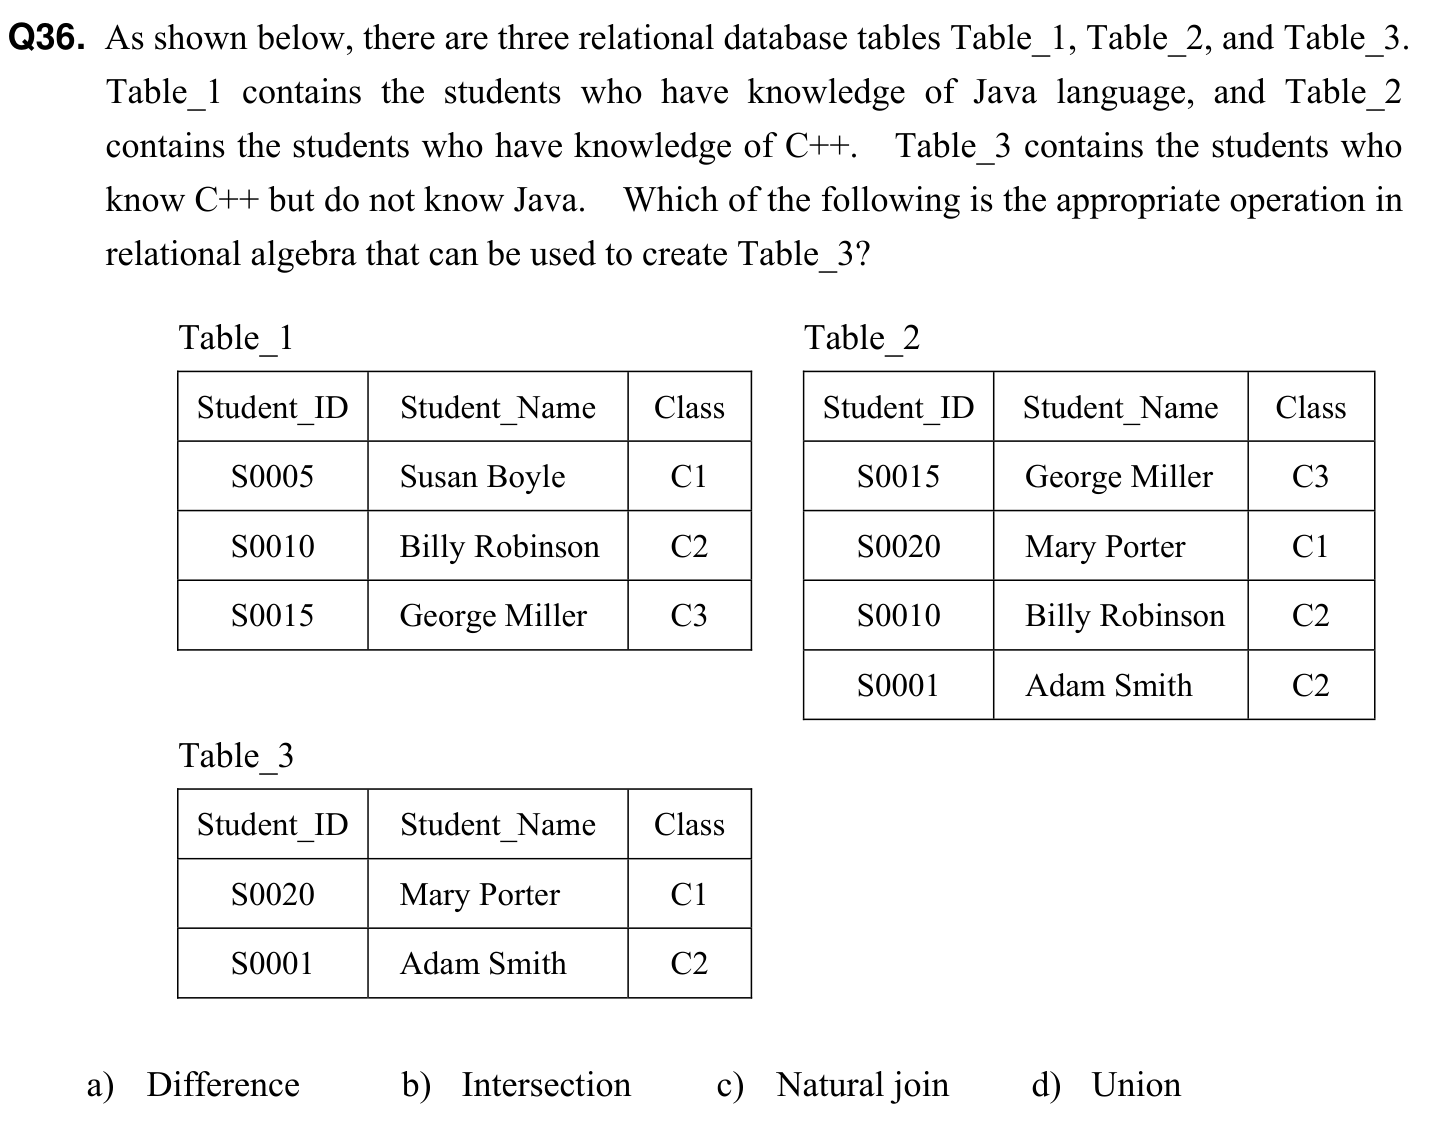 Q36. As shown below, there are three relational database tables Table_1, Table_2, and Table_3.
Table_1 contains the students who have knowledge of Java language, and Table_2
contains the students who have knowledge of C++. Table_3 contains the students who
know C++ but do not know Java. Which of the following is the appropriate operation in
relational algebra that can be used to create Table_3?
Table_1
Student_ID Student_Name Class
S0005 Susan Boyle C1
S0010 Billy Robinson C2
S0015 George Miller C3
Table_2
Student_ID Student_Name Class
S0015 George Miller C3
S0020 Mary Porter C1
S0010 Billy Robinson C2
S0001 Adam Smith C2
Table_3
Student_ID Student_Name Class
S0020 Mary Porter C1
S0001 Adam Smith C2
a) Difference b) Intersection c) Natural join d) Union